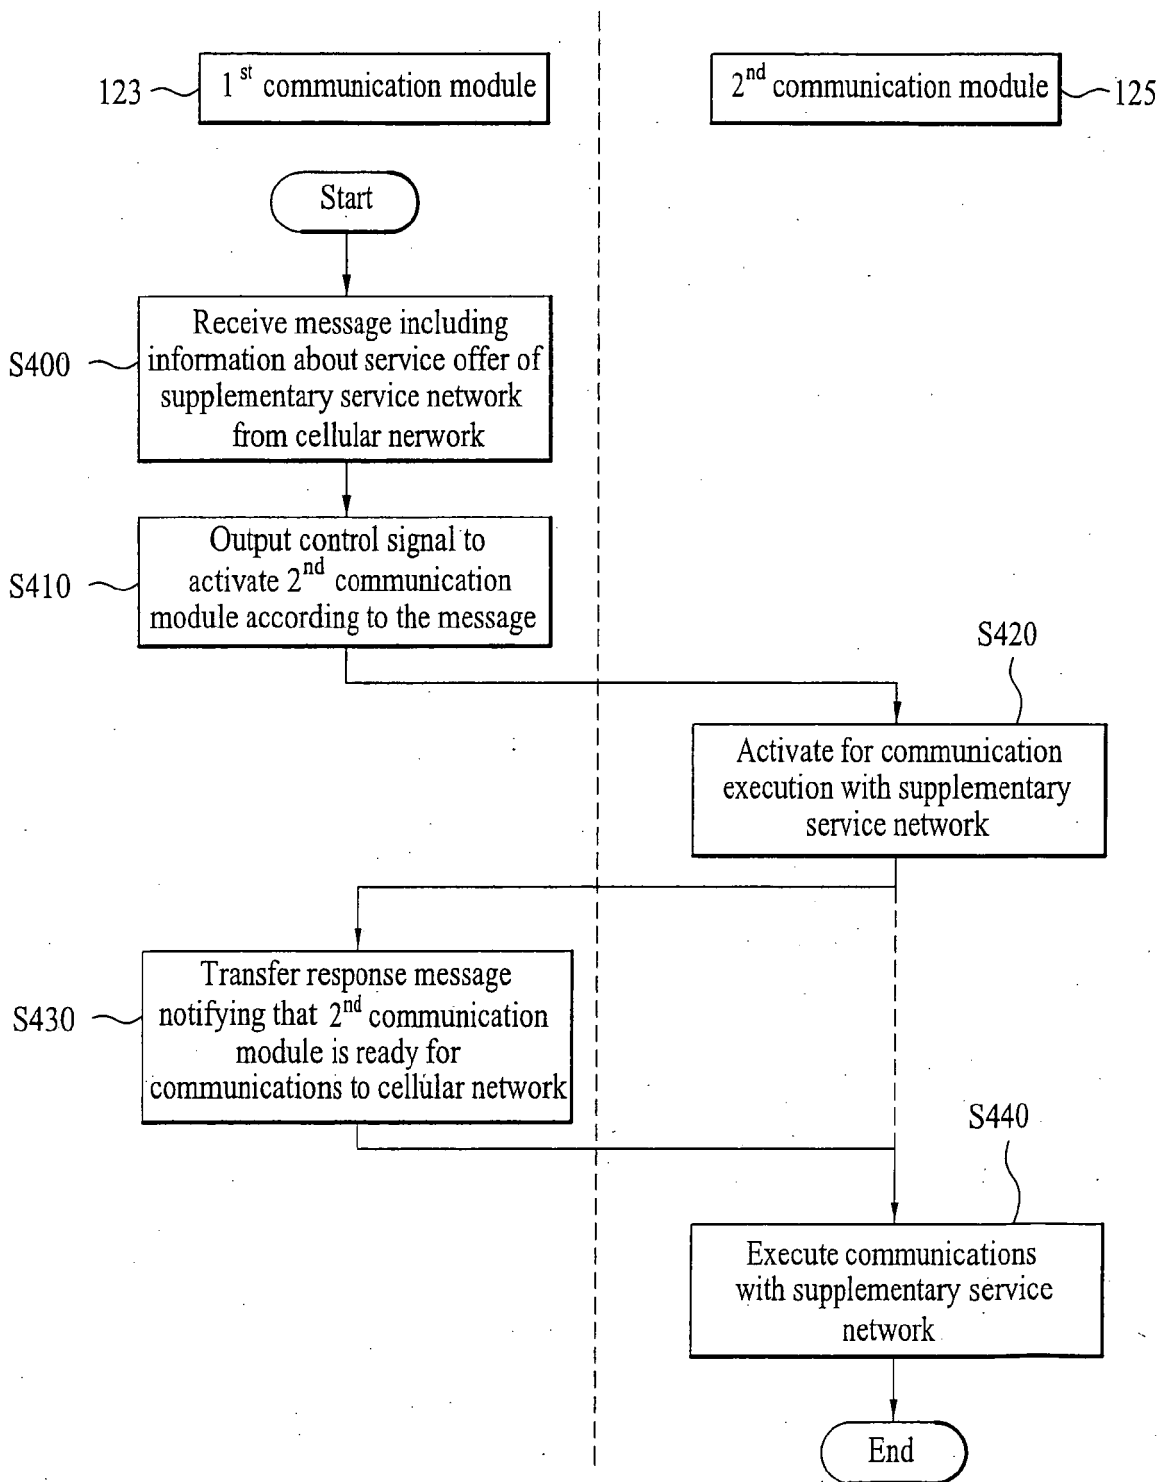 123
1st communication module
2nd communication module
125
Start
S400
Receive message including
information about service offer of
supplementary service network
from cellular nerwork
S410
Output control signal to
activate 2nd communication
module according to the message
S420
Activate for communication
execution with supplementary
service network
S430
Transfer response message
notifying that 2nd communication
module is ready for
communications to cellular network
S440
Execute communications
with supplementary service
network
End